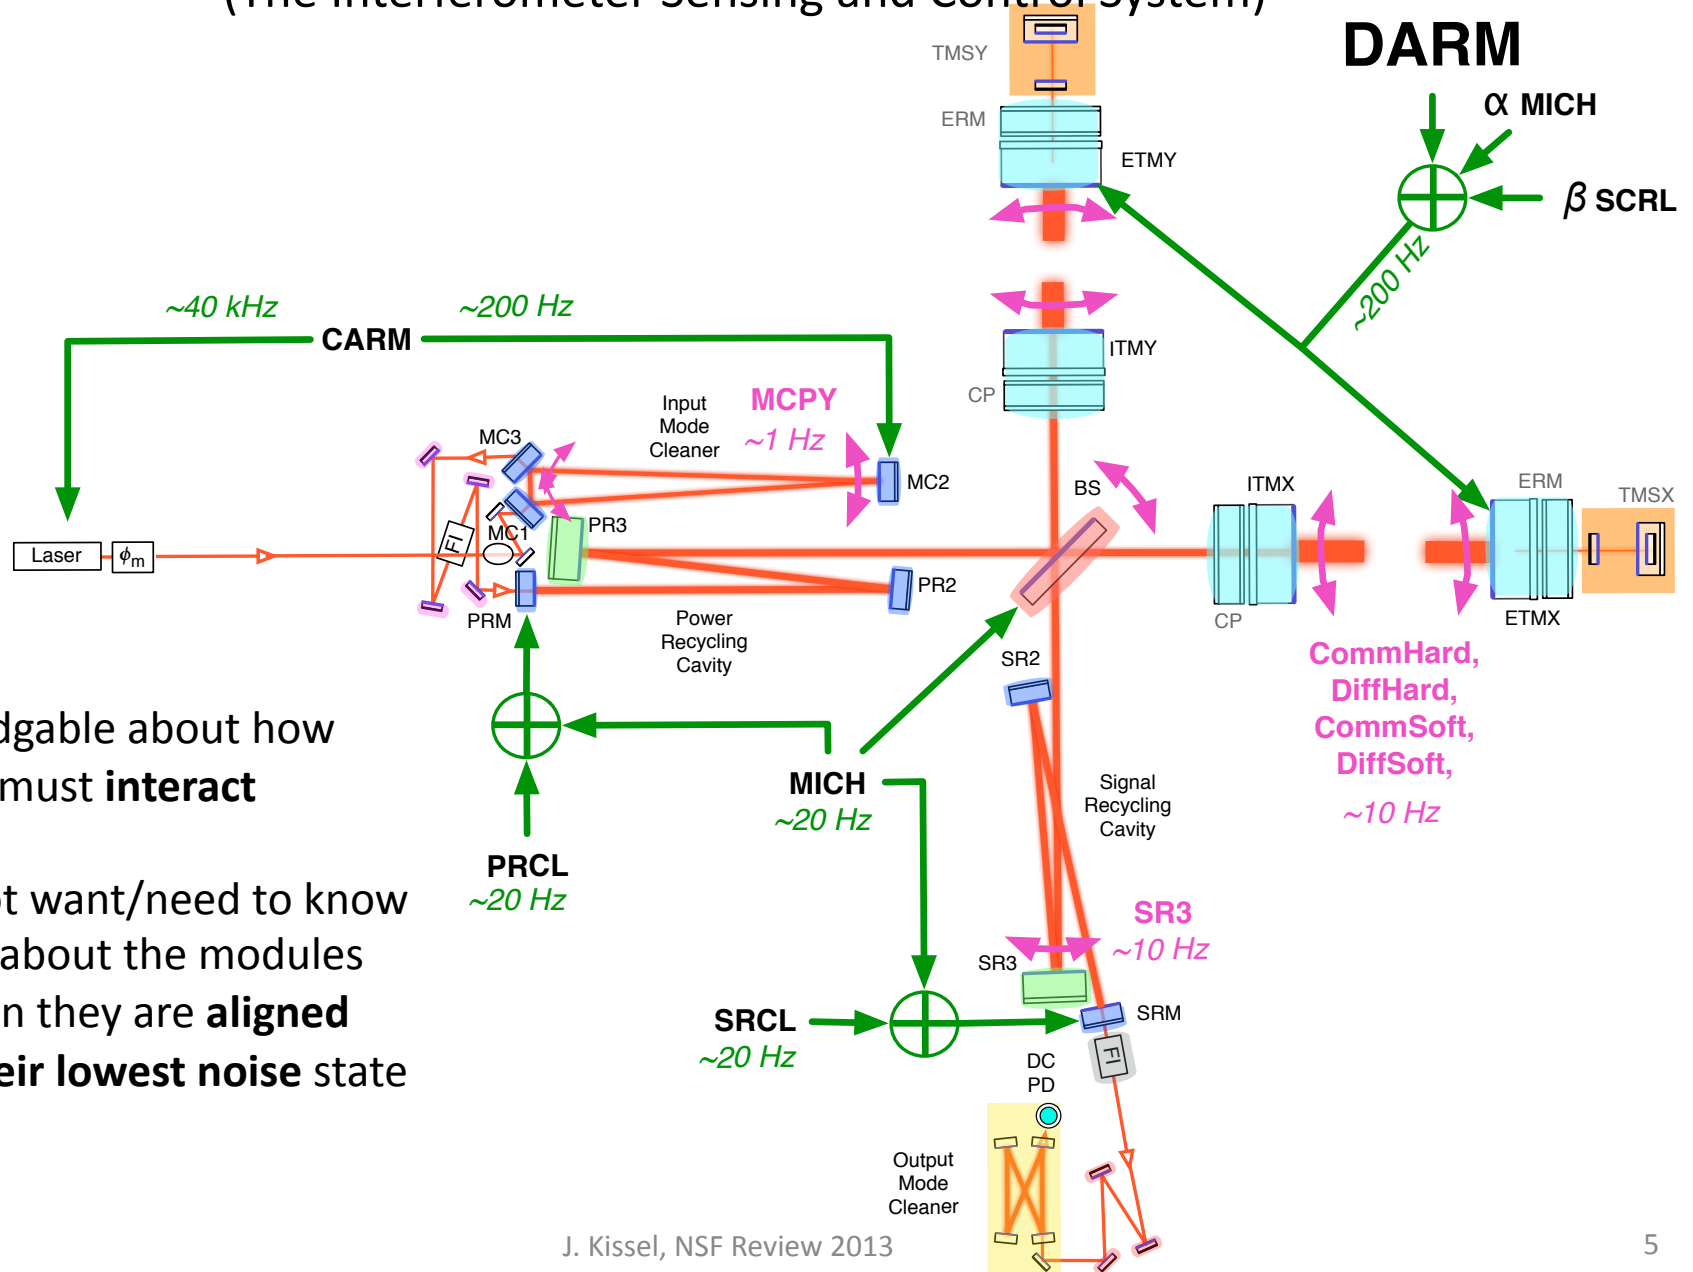 (The Interferometer Sensing and Control System)
DARM
TMSY
α MICH
ERM
ETMY
β SCRL
~200 Hz
~40 kHz
~200 Hz
CARM
ITMY
CP
Input
Mode
Cleaner
MCPY
~1 Hz
MC3
MC2
BS
ITMX
ERM
TMSX
PR3
MC1
FI
Laser
ϕm
PR2
PRM
CP
ETMX
Power
Recycling
Cavity
SR2
CommHard,
DiffHard,
CommSoft,
DiffSoft,
~10 Hz
dgable about how
must interact
MICH
~20 Hz
Signal
Recycling
Cavity
PRCL
~20 Hz
ot want/need to know
about the modules
n they are aligned
eir lowest noise state
SR3
~10 Hz
SR3
SRCL
~20 Hz
SRM
FI
DC
PD
Output
Mode
Cleaner
J. Kissel, NSF Review 2013
5